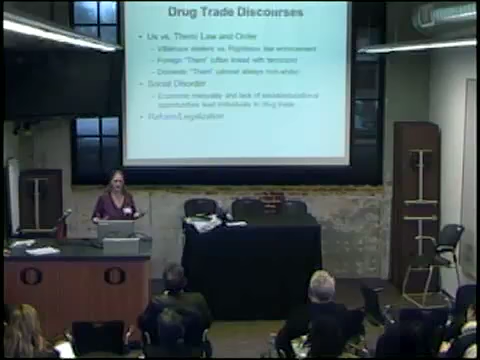 Drug Trade Discourses
• Us vs. Them/ Law and Order
– Villainous dealers vs. Righteous law enforcement
– Foreign "Them" (often linked with terrorism)
– Domestic "Them" (almost always non-white)
• Social Disorder
– Economic inequality and lack of social/educational
opportunities lead individuals to drug trade
• Reform/Legalization